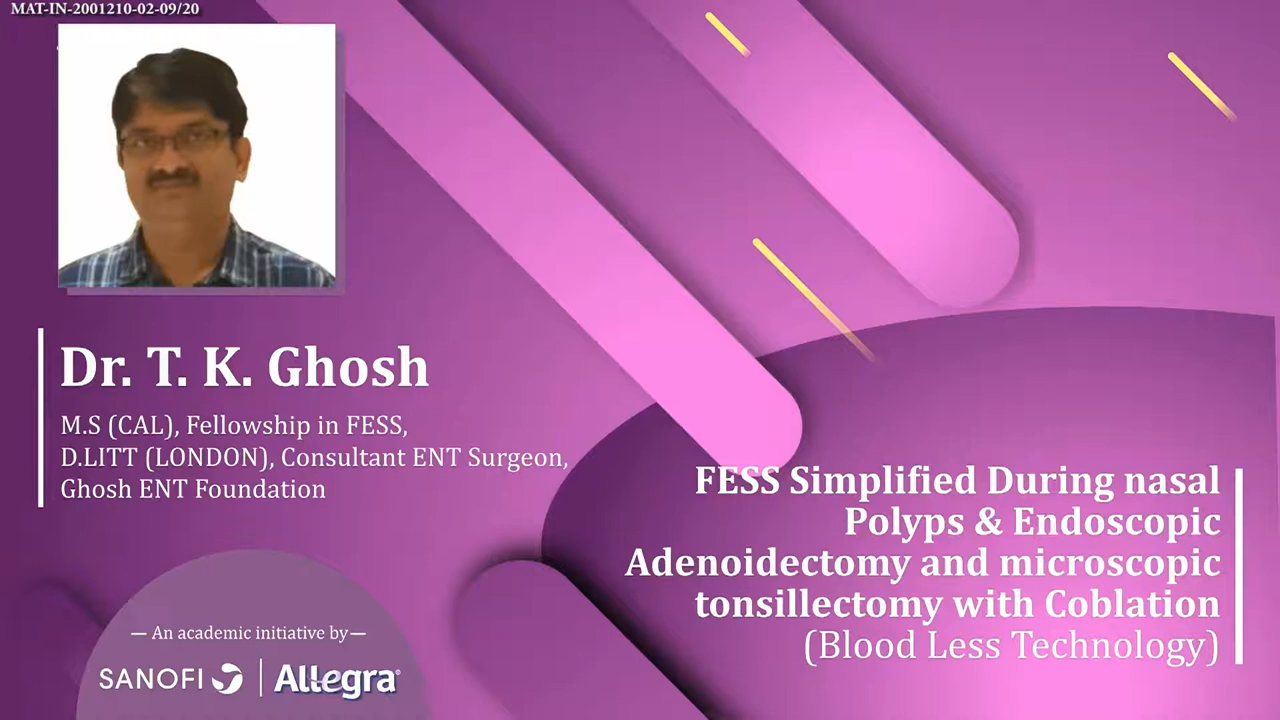 MAT-IN-2001210-02-09/20
Dr. T. K. Ghosh
M.S (CAL), Fellowship in FESS,
D.LITT (LONDON), Consultant ENT Surgeon,
Ghosh ENT Foundation
FESS Simplified During nasal
Polyps & Endoscopic
Adenoidectomy and microscopic
tonsillectomy with Coblation
(Blood Less Technology)
— An academic initiative by—
SANOFI | Allegra®